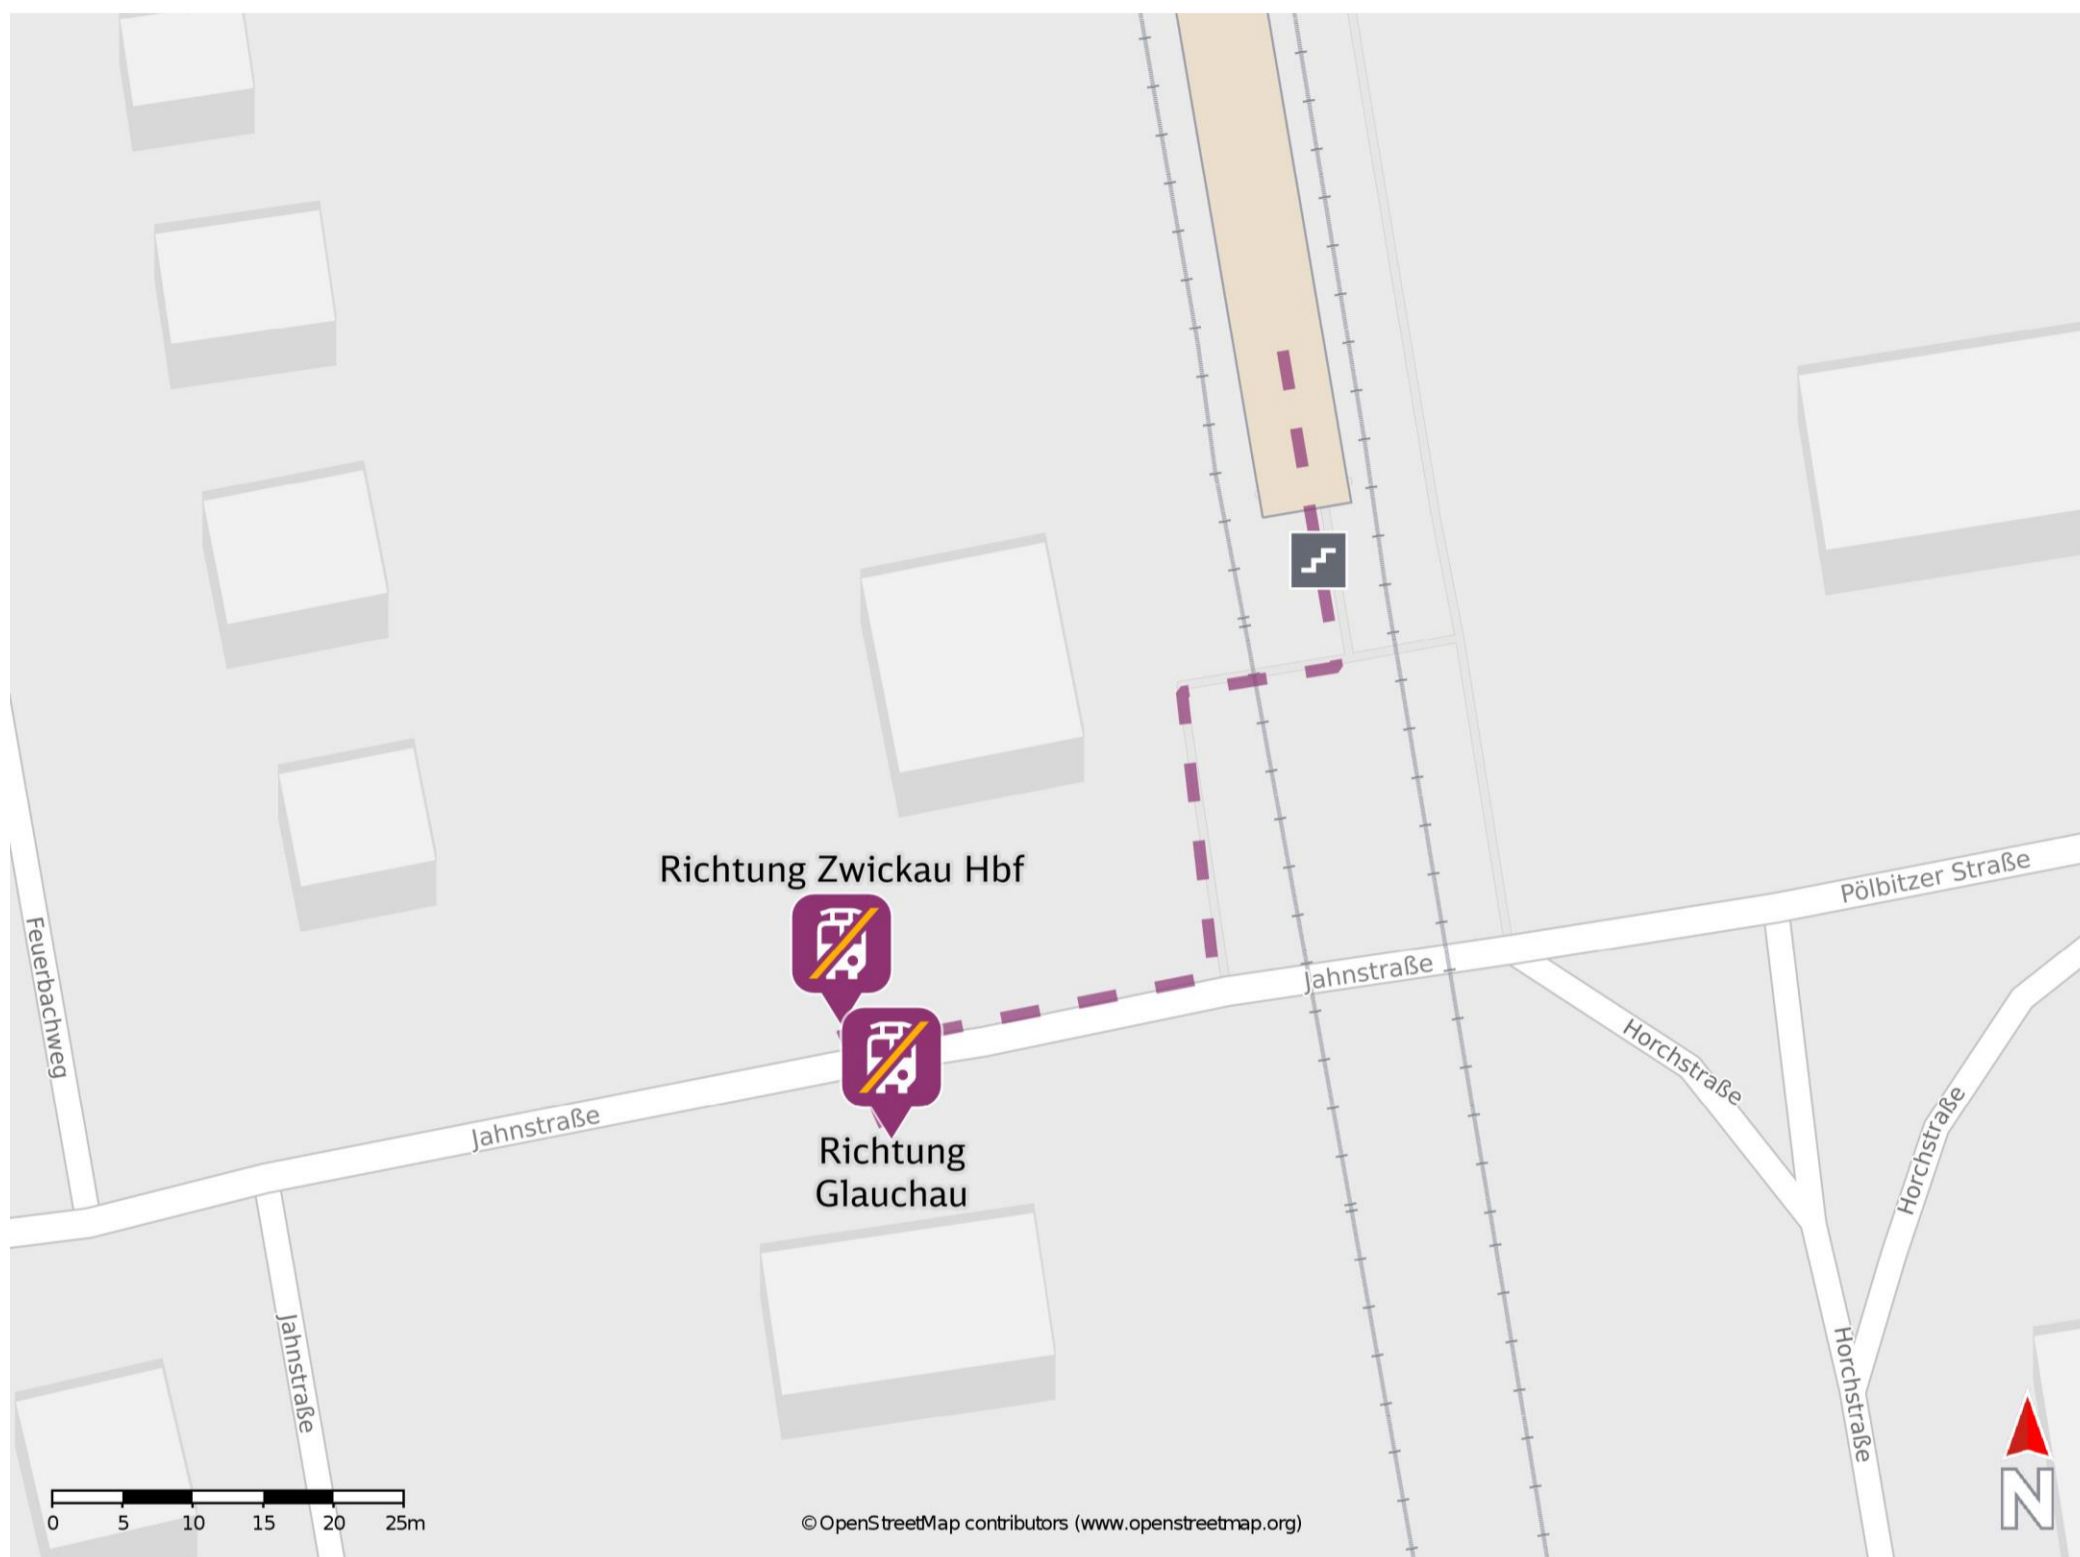 Richtung Zwickau Hbf
Pölbitzer Straße
Feuerbachweg
Jahnstraße
Horchstraße
Jahnstraße
Horchstraße
Richtung
Glauchau
Jahnstraße
Horchstraße
0 5 10 15 20 25m
© OpenStreetMap contributors (www.openstreetmap.org)
N